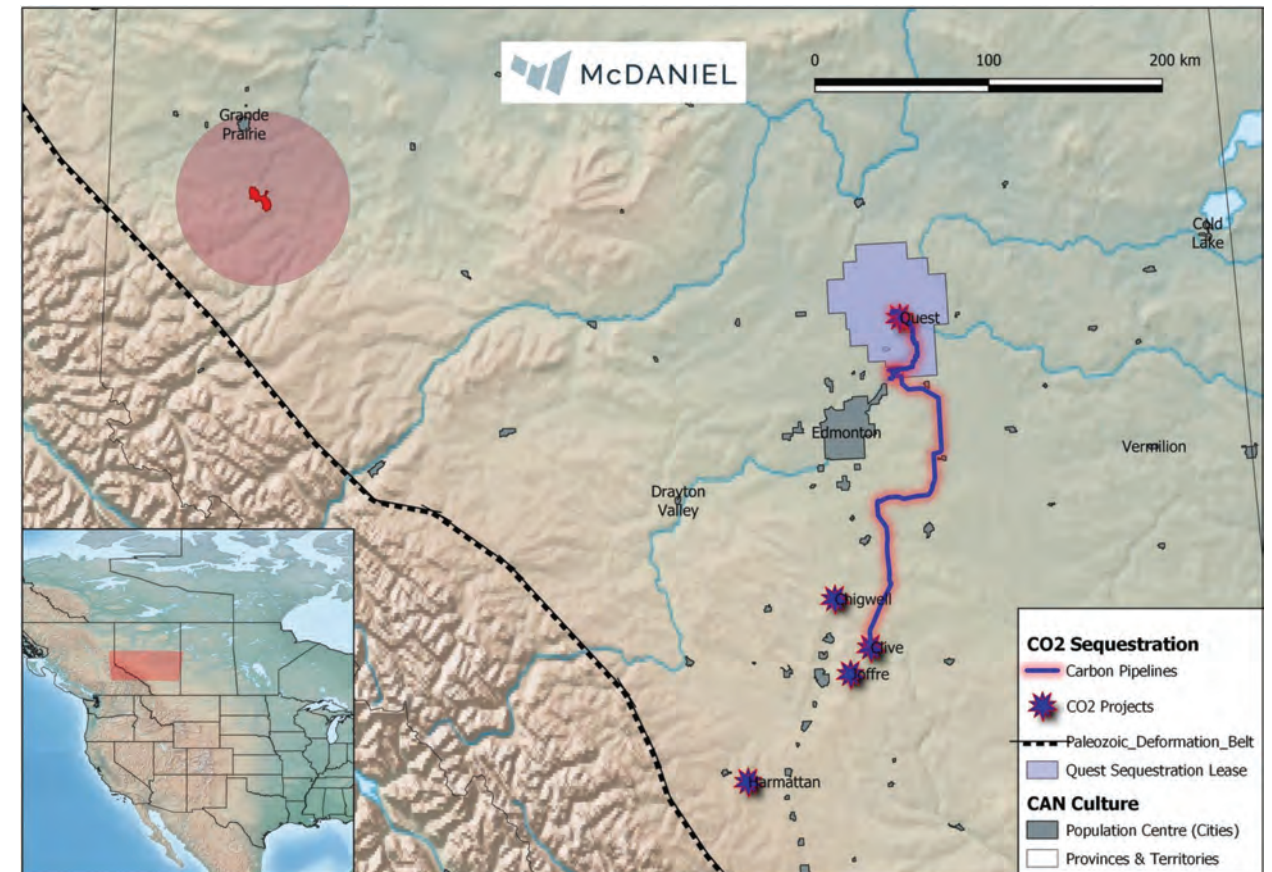 McDANIEL
0 100 200 km
Grande
Prairie
Cold
Lake
Quest
Edmonton
Vermilion
Drayton
Valley
Chigwell
Clive
Joffre
Harmattan
CO2 Sequestration
Carbon Pipelines
CO2 Projects
Paleozoic_Deformation_Belt
Quest Sequestration Lease
CAN Culture
Population Centre (Cities)
Provinces & Territories